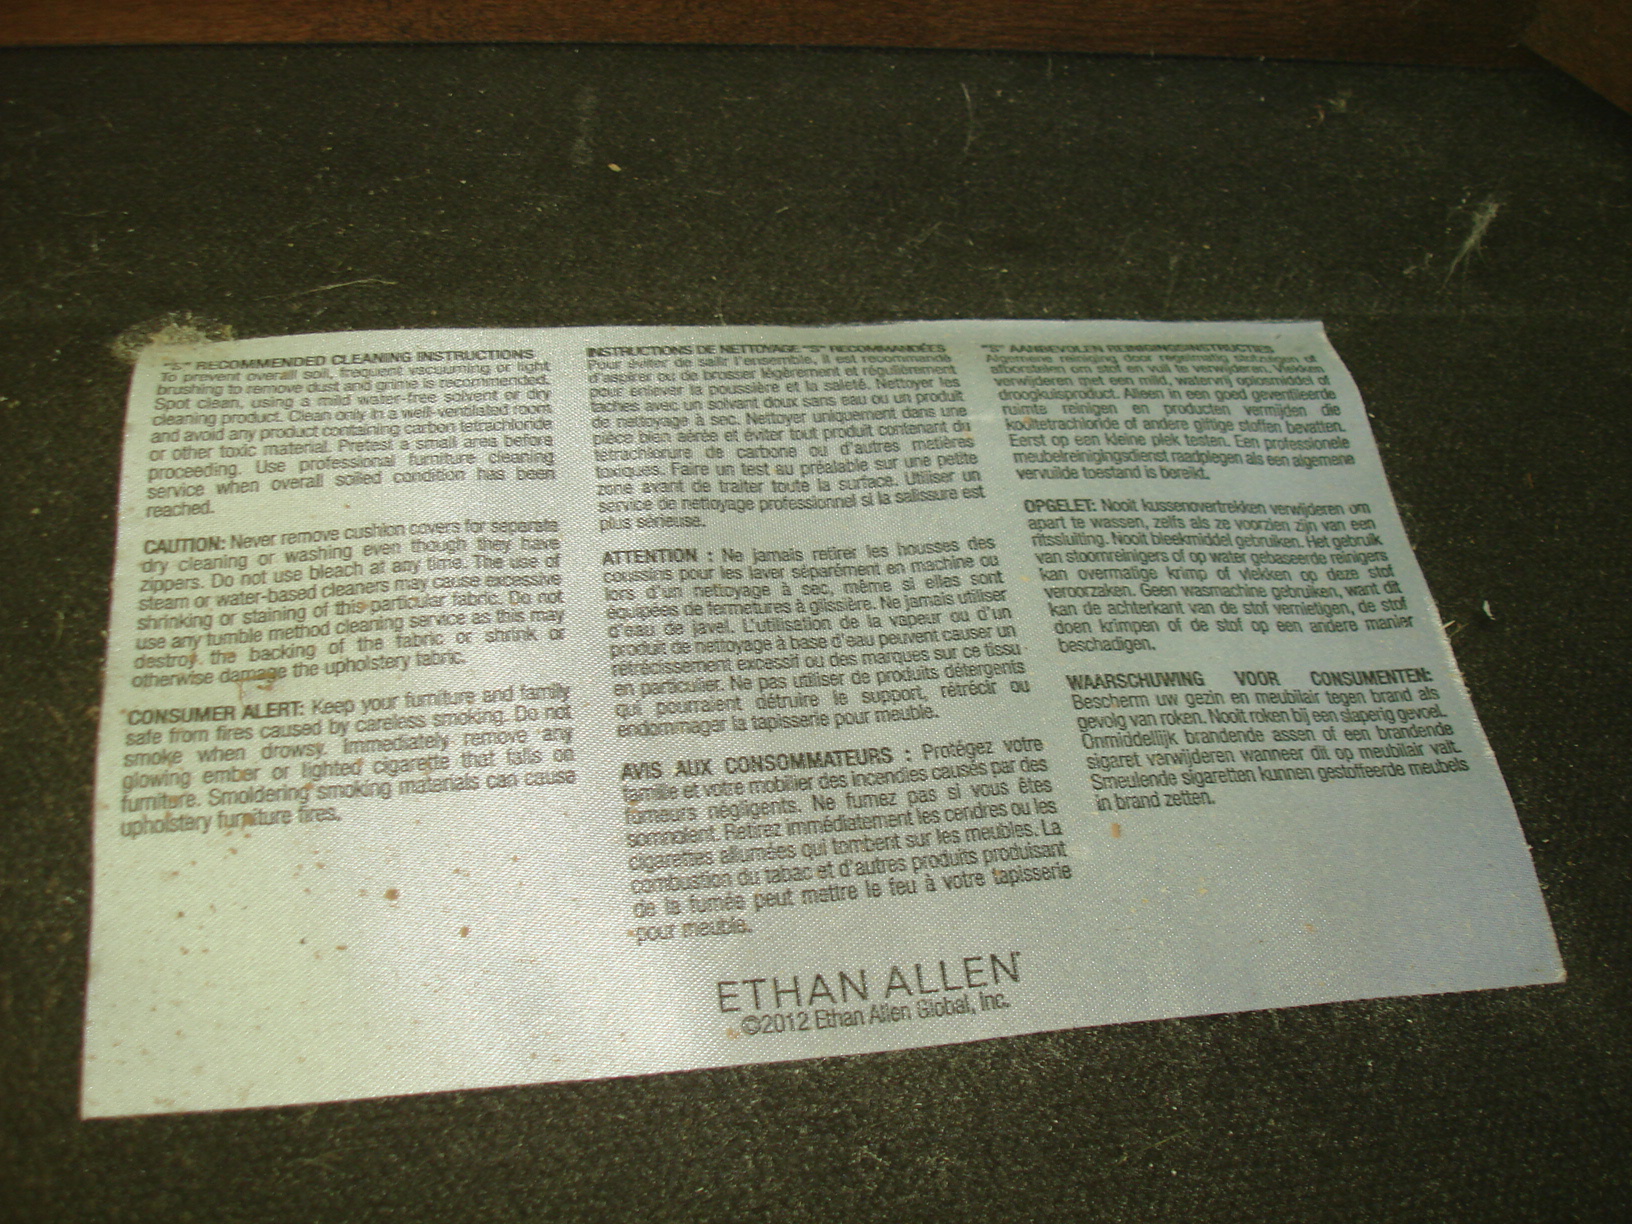 "S" RECOMMENDED CLEANING INSTRUCTIONS
To prevent overall soil, frequent vacuuming or light
brushing to remove dust and grime is recommended.
Spot clean, using a mild water-free solvent or dry
cleaning product. Clean only in a well-ventilated room
and avoid any product containing carbon tetrachloride
or other toxic material. Pretest a small area before
proceeding. Use professional furniture cleaning
service when overall soiled condition has been
reached.
CAUTION: Never remove cushion covers for separate
dry cleaning or washing even though they have
zippers. Do not use bleach at any time. The use of
steam or water-based cleaners may cause excessive
shrinking or staining of this particular fabric. Do not
use any tumble method cleaning service as this may
destroy the backing of the fabric or shrink or
otherwise damage the upholstery fabric.
CONSUMER ALERT: Keep your furniture and family
safe from fires caused by careless smoking. Do not
smoke when drowsy. Immediately remove any
glowing ember or lighted cigarette that falls on
furniture. Smoldering smoking materials can cause
upholstery furniture fires.
INSTRUCTIONS DE NETTOYAGE "S" RECOMMANDÉES
Pour éviter de salir l'ensemble, il est recommandé
d'aspirer ou de brosser légèrement et régulièrement
pour enlever la poussière et la saleté. Nettoyer les
taches avec un solvant doux sans eau ou un produit
de nettoyage à sec. Nettoyer uniquement dans une
pièce bien aérée et éviter tout produit contenant du
tétrachlorure de carbone ou d'autres matières
toxiques. Faire un test au préalable sur une petite
zone avant de traiter toute la surface. Utiliser un
service de nettoyage professionnel si la salissure est
plus sérieuse.
ATTENTION : Ne jamais retirer les housses des
coussins pour les laver séparément en machine ou
lors d'un nettoyage à sec, même si elles sont
équipées de fermetures à glissière. Ne jamais utiliser
d'eau de javel. L'utilisation de la vapeur ou d'un
produit de nettoyage à base d'eau peuvent causer un
rétrécissement excessif ou des marques sur ce tissu
en particulier. Ne pas utiliser de produits détergents
qui pourraient détruire le support, rétrécir ou
endommager la tapisserie pour meuble.
AVIS AUX CONSOMMATEURS : Protégez votre
famille et votre mobilier des incendies causés par des
fumeurs négligents. Ne fumez pas si vous êtes
somnolent. Retirez immédiatement les cendres ou les
cigarettes allumées qui tombent sur les meubles. La
combustion du tabac et d'autres produits produisant
de la fumée peut mettre le feu à votre tapisserie
pour meuble.
"S" AANBEVOLEN REINIGINGSINSTRUCTIES
Algemene reiniging door regelmatig stofzuigen of
afborstelen om stof en vuil te verwijderen. Vlekken
verwijderen met een mild, watervrij oplosmiddel of
droogkuisproduct. Alleen in een goed geventileerde
ruimte reinigen en producten vermijden die
kooltetrachloride of andere giftige stoffen bevatten.
Eerst op een kleine plek testen. Een professionele
meubelreinigingsdienst raadplegen als een algemene
vervuilde toestand is bereikt.
OPGELET: Nooit kussenovertrekken verwijderen om
apart te wassen, zelfs als ze voorzien zijn van een
ritssluiting. Nooit bleekmiddel gebruiken. Het gebruik
van stoomreinigers of op water gebaseerde reinigers
kan overmatige krimp of vlekken op deze stof
veroorzaken. Geen wasmachine gebruiken, want dit
kan de achterkant van de stof vernietigen, de stof
doen krimpen of de stof op een andere manier
beschadigen.
WAARSCHUWING VOOR CONSUMENTEN:
Bescherm uw gezin en meubilair tegen brand als
gevolg van roken. Nooit roken bij een slaperig gevoel.
Onmiddellijk brandende assen of een brandende
sigaret verwijderen wanneer dit op meubilair valt.
Smeulende sigaretten kunnen gestoffeerde meubels
in brand zetten.
ETHAN ALLEN
©2012 Ethan Allen Global, Inc.